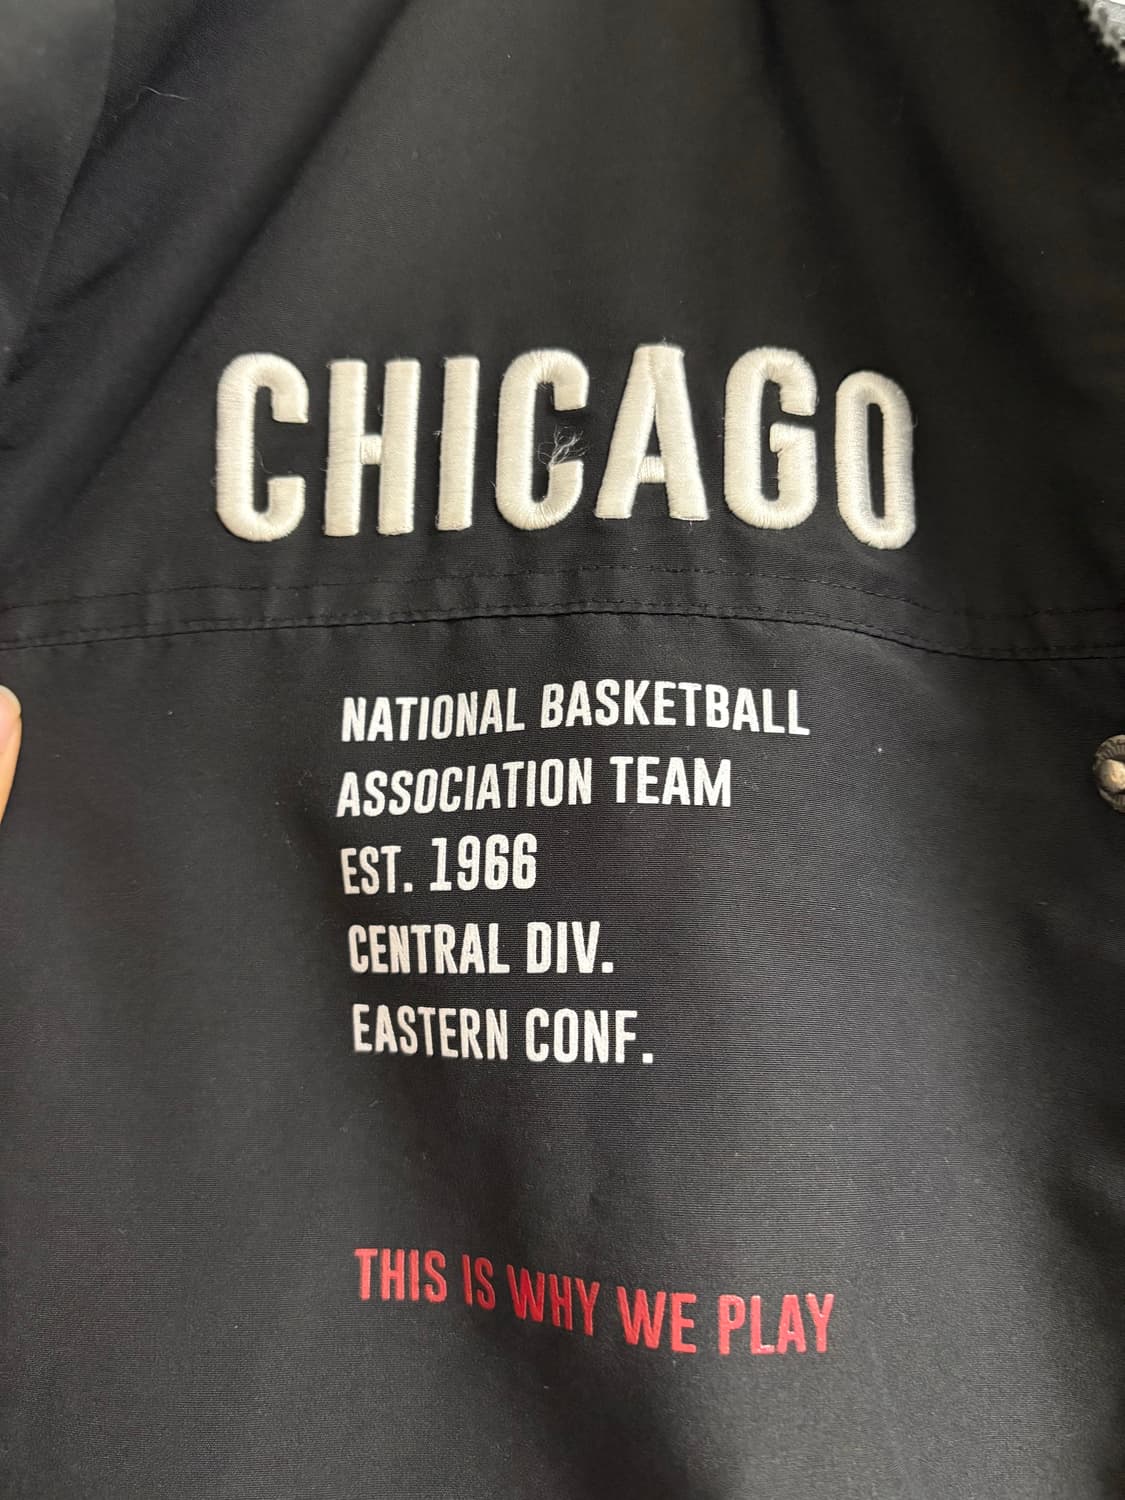 CHICAGO
NATIONAL BASKETBALL
ASSOCIATION TEAM
EST. 1966
CENTRAL DIV.
EASTERN CONF.
THIS IS WHY WE PLAY